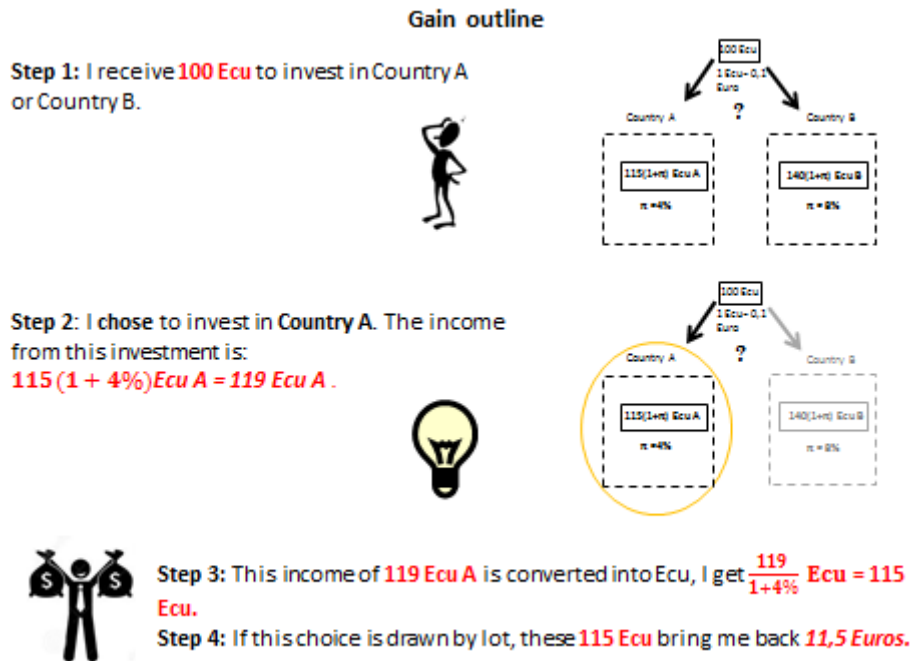 Gain outline
Step 1: I receive 100 Ecu to invest in Country A
or Country B.
100 Ecu
1 Ecu= 0,1
Euro
?
Country A
Country B
115(1+π) Ecu A
140(1+π) Ecu B
π =4%
π = 8%
Step 2: I chose to invest in Country A. The income
from this investment is:
115(1 + 4%)Ecu A = 119 Ecu A .
100 Ecu
1 Ecu= 0,1
Euro
?
Country A
Country B
115(1+π) Ecu A
140(1+π) Ecu B
π =4%
π = 8%
$ $
Step 3: This income of 119 Ecu A is converted into Ecu, I get 119/1+4% Ecu = 115
Ecu.
Step 4: If this choice is drawn by lot, these 115 Ecu bring me back 11,5 Euros.